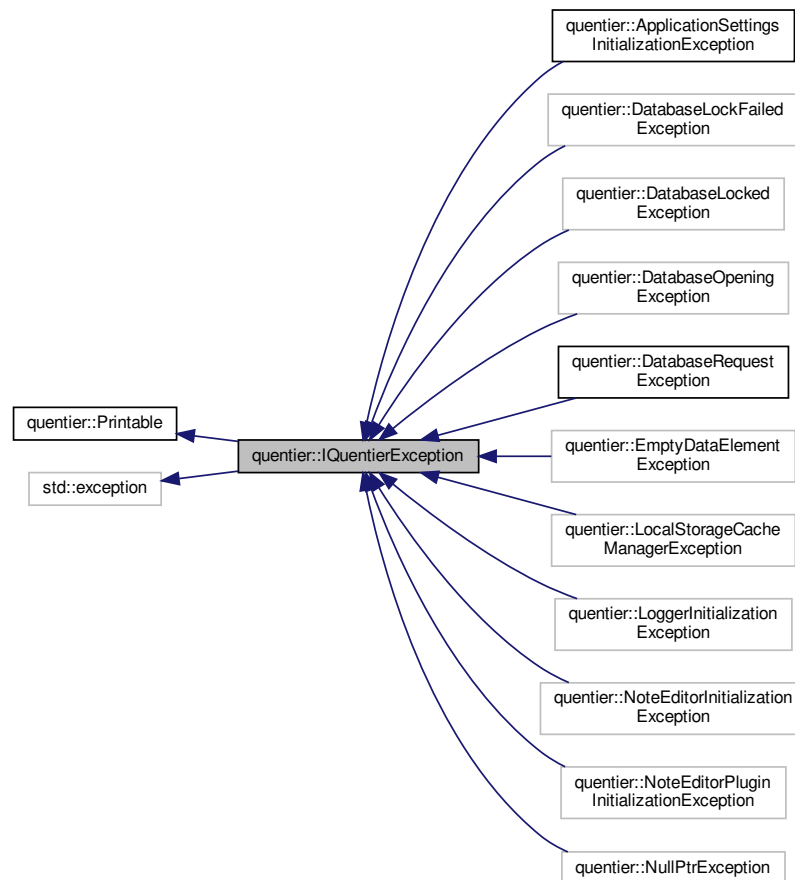 quentier::ApplicationSettings
InitializationException
quentier::DatabaseLockFailed
Exception
quentier::DatabaseLocked
Exception
quentier::DatabaseOpening
Exception
quentier::DatabaseRequest
Exception
quentier::Printable
quentier::IQuentierException
quentier::EmptyDataElement
Exception
std::exception
quentier::LocalStorageCache
ManagerException
quentier::LoggerInitialization
Exception
quentier::NoteEditorInitialization
Exception
quentier::NoteEditorPlugin
InitializationException
quentier::NullPtrException